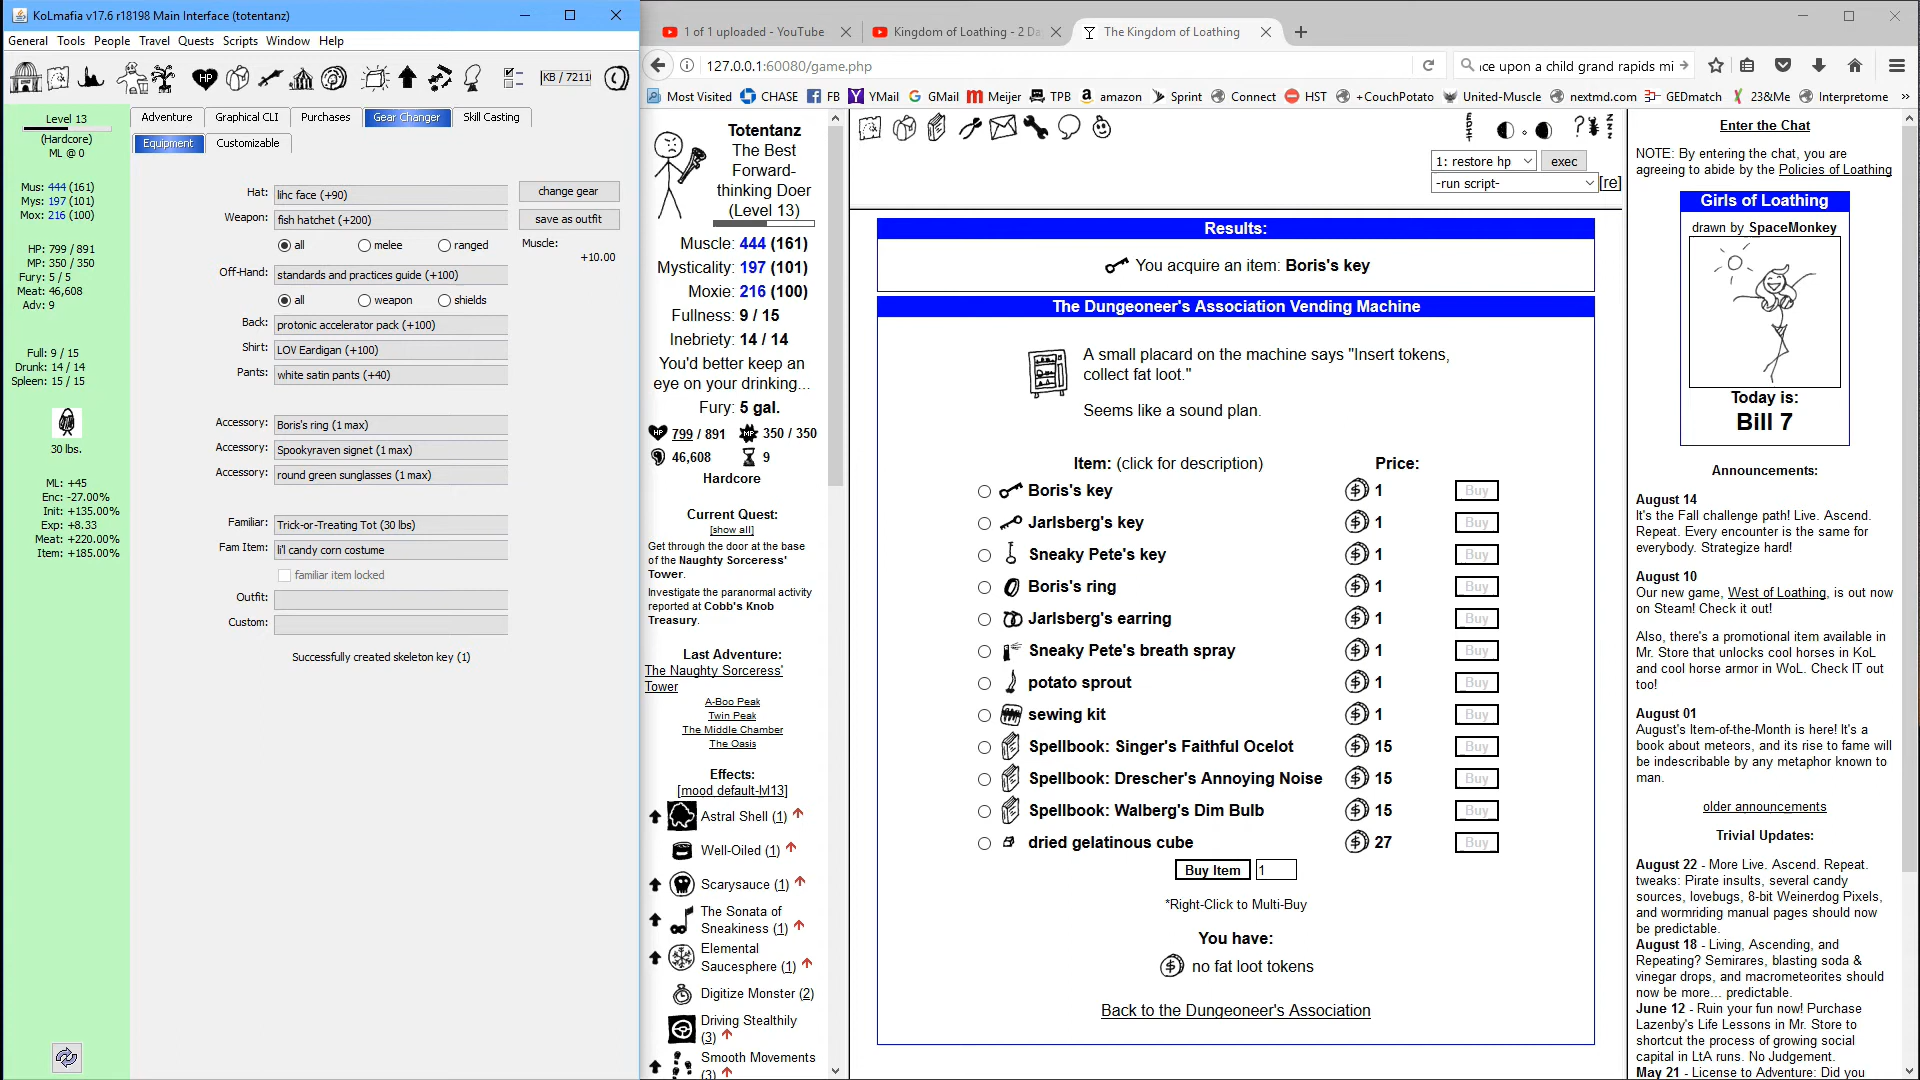 KoLmafia v17.6 r18198 Main Interface (totentanz)
General Tools People Travel Quests Scripts Window Help
HP
KB / 7211
Adventure Graphical CLI Purchases Gear Changer Skill Casting
Equipment Customizable
Level 13
(Hardcore)
ML @ 0
Mus: 444 (161)
Mys: 197 (101)
Mox: 216 (100)
HP: 799 / 891
MP: 350 / 350
Fury: 5 / 5
Meat: 46,608
Adv: 9
Full: 9 / 15
Drunk: 14 / 14
Spleen: 15 / 15
30 lbs.
ML: +45
Enc: -27.00%
Init: +135.00%
Exp: +8.33
Meat: +220.00%
Item: +185.00%
Hat: lihc face (+90) change gear
Weapon: fish hatchet (+200) save as outfit
all melee ranged
Muscle:
+10.00
Off-Hand: standards and practices guide (+100)
all weapon shields
Back: protonic accelerator pack (+100)
Shirt: LOV Eardigan (+100)
Pants: white satin pants (+40)
Accessory: Boris's ring (1 max)
Accessory: Spookyraven signet (1 max)
Accessory: round green sunglasses (1 max)
Familiar: Trick-or-Treating Tot (30 lbs)
Fam Item: li'l candy corn costume
familiar item locked
Outfit:
Custom:
Successfully created skeleton key (1)
1 of 1 uploaded - YouTube
Kingdom of Loathing - 2 Da
The Kingdom of Loathing
127.0.0.1:60080/game.php
ice upon a child grand rapids mi
Most Visited CHASE FB YMail GMail Meijer TPB amazon Sprint Connect HST +CouchPotato United-Muscle nextmd.com GEDmatch 23&Me Interpretome
Totentanz
The Best
Forward-
thinking Doer
(Level 13)
Muscle: 444 (161)
Mysticality: 197 (101)
Moxie: 216 (100)
Fullness: 9 / 15
Inebriety: 14 / 14
You'd better keep an
eye on your drinking...
Fury: 5 gal.
HP 799 / 891 MP 350 / 350
46,608 9
Hardcore
Current Quest:
[show all]
Get through the door at the base
of the Naughty Sorceress'
Tower.
Investigate the paranormal activity
reported at Cobb's Knob
Treasury.
Last Adventure:
The Naughty Sorceress'
Tower
A-Boo Peak
Twin Peak
The Middle Chamber
The Oasis
Effects:
[mood default-lvl13]
Astral Shell (1)
Well-Oiled (1)
Scarysauce (1)
The Sonata of
Sneakiness (1)
Elemental
Saucesphere (1)
Digitize Monster (2)
Driving Stealthily
(3)
Smooth Movements
(3)
1: restore hp exec
-run script- [re]
Results:
You acquire an item: Boris's key
The Dungeoneer's Association Vending Machine
A small placard on the machine says "Insert tokens,
collect fat loot."
Seems like a sound plan.
Item: (click for description) Price:
Boris's key 1 Buy
Jarlsberg's key 1 Buy
Sneaky Pete's key 1 Buy
Boris's ring 1 Buy
Jarlsberg's earring 1 Buy
Sneaky Pete's breath spray 1 Buy
potato sprout 1 Buy
sewing kit 1 Buy
Spellbook: Singer's Faithful Ocelot 15 Buy
Spellbook: Drescher's Annoying Noise 15 Buy
Spellbook: Walberg's Dim Bulb 15 Buy
dried gelatinous cube 27 Buy
Buy Item 1
*Right-Click to Multi-Buy
You have:
no fat loot tokens
Back to the Dungeoneer's Association
Enter the Chat
NOTE: By entering the chat, you are
agreeing to abide by the Policies of Loathing
Girls of Loathing
drawn by SpaceMonkey
Today is:
Bill 7
Announcements:
August 14
It's the Fall challenge path! Live. Ascend.
Repeat. Every encounter is the same for
everybody. Strategize hard!
August 10
Our new game, West of Loathing, is out now
on Steam! Check it out!
Also, there's a promotional item available in
Mr. Store that unlocks cool horses in KoL
and cool horse armor in WoL. Check IT out
too!
August 01
August's Item-of-the-Month is here! It's a
book about meteors, and its rise to fame will
be indescribable by any metaphor known to
man.
older announcements
Trivial Updates:
August 22 - More Live. Ascend. Repeat.
tweaks: Pirate insults, several candy
sources, lovebugs, 8-bit Weinerdog Pixels,
and wormriding manual pages should now
be predictable.
August 18 - Living, Ascending, and
Repeating? Semirares, blasting soda &
vinegar drops, and macrometeorites should
now be more... predictable.
June 12 - Ruin your fun now! Purchase
Lazenby's Life Lessons in Mr. Store to
shortcut the process of growing social
capital in LtA runs. No Judgement.
May 21 - License to Adventure: Did you